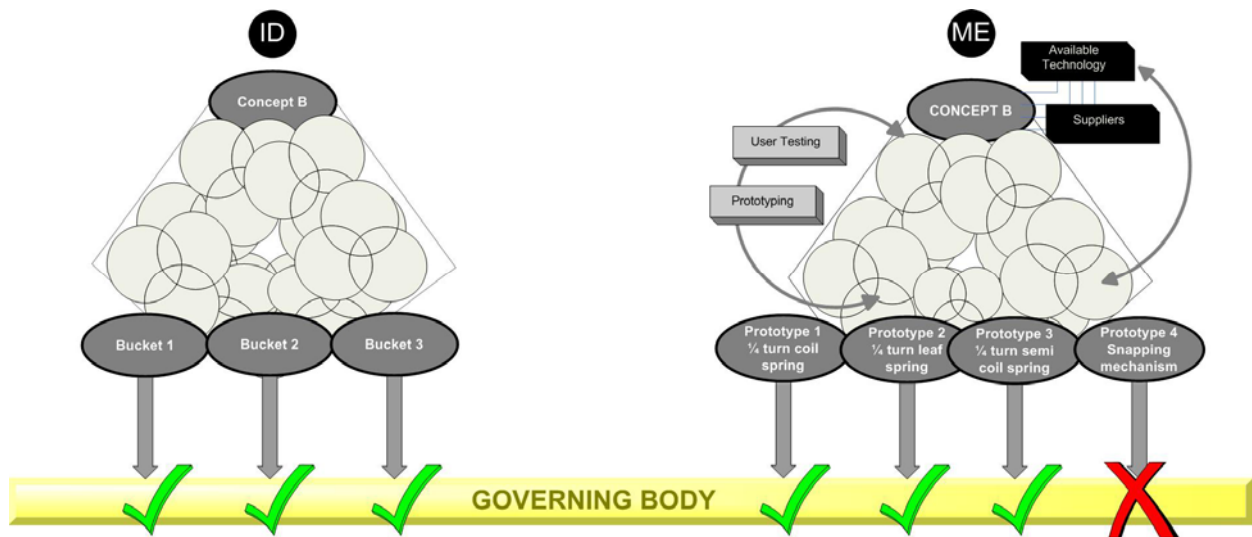 ID
ME
Available
Technology
Concept B
CONCEPT B
Suppliers
User Testing
Prototyping
Bucket 1
Bucket 2
Bucket 3
Prototype 1
¼ turn coil
spring
Prototype 2
¼ turn leaf
spring
Prototype 3
¼ turn semi
coil spring
Prototype 4
Snapping
mechanism
GOVERNING BODY